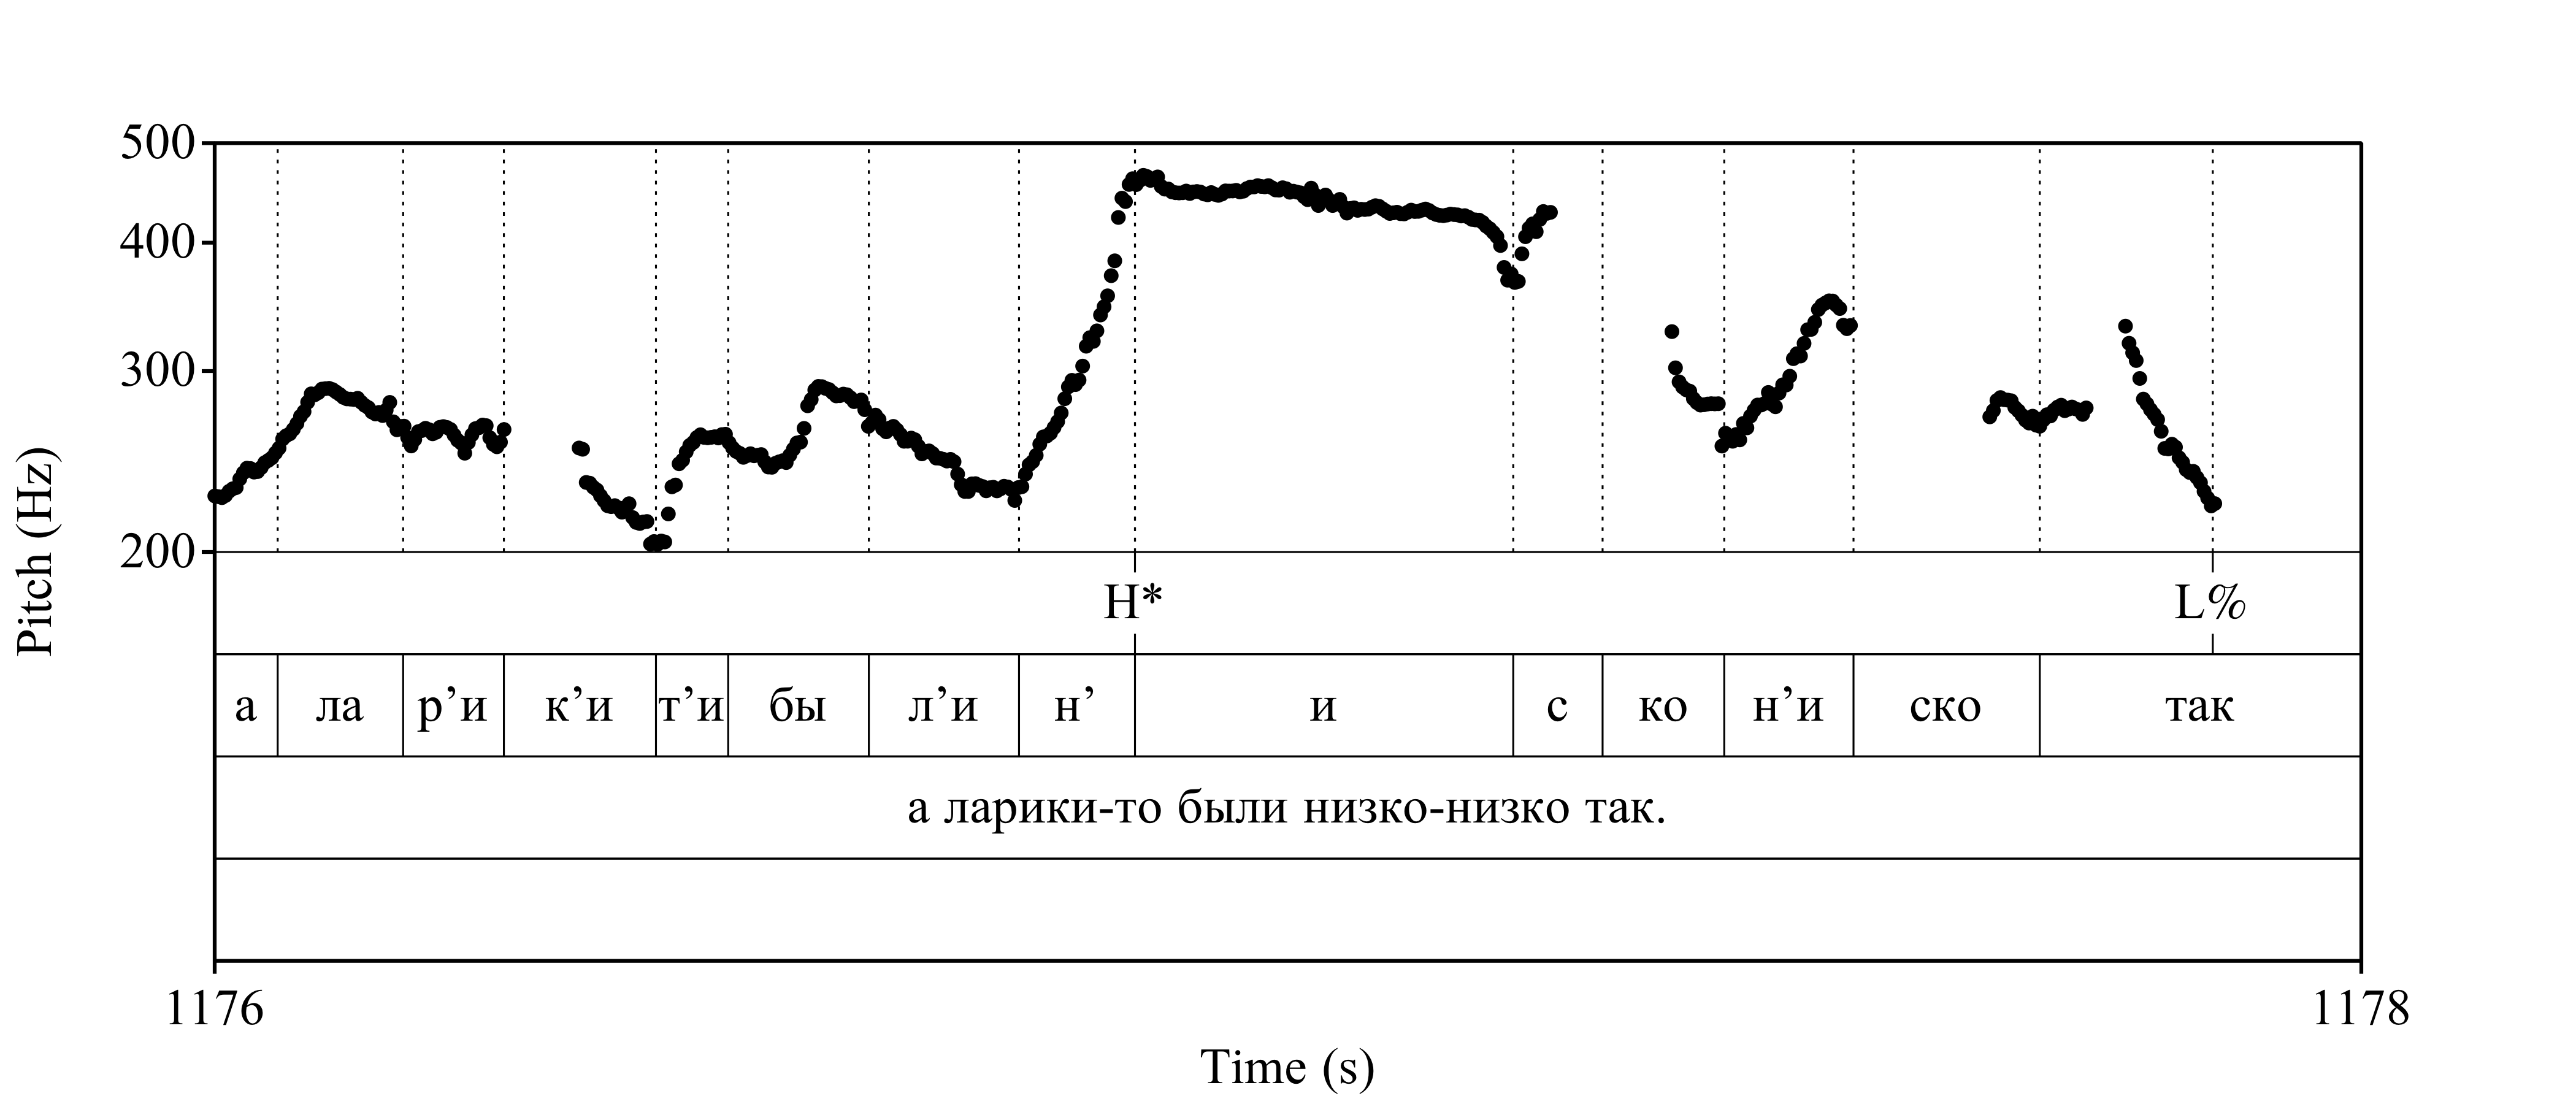 500
400
300
200
Pitch (Hz)
H* L%
а ла р’и к’и т’и бы л’и н’ и с ко н’и ско так
а ларики-то были низко-низко так.
1176 1178
Time (s)